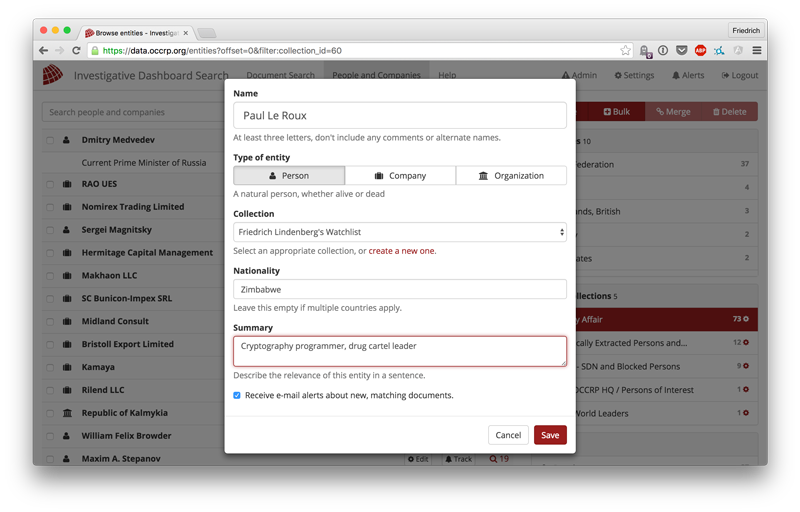 Browse entities - Investiga
Friedrich
https://data.occrp.org/entities?offset=0&filter:collection_id=60
Investigative Dashboard Search
Document Search
People and Companies
Help
Admin
Settings
Alerts
Logout
Search people and companies
Bulk
Merge
Delete
Dmitry Medvedev
Current Prime Minister of Russia
RAO UES
Nomirex Trading Limited
Sergei Magnitsky
Hermitage Capital Management
Makhaon LLC
SC Bunicon-Impex SRL
Midland Consult
Bristoll Export Limited
Kamaya
Rilend LLC
Republic of Kalmykia
William Felix Browder
Maxim A. Stepanov
Edit
Track
19
Name
Paul Le Roux
At least three letters, don't include any comments or alternate names.
Type of entity
Person
Company
Organization
A natural person, whether alive or dead
Collection
Friedrich Lindenberg's Watchlist
Select an appropriate collection, or create a new one.
Nationality
Zimbabwe
Leave this empty if multiple countries apply.
Summary
Cryptography programmer, drug cartel leader
Describe the relevance of this entity in a sentence.
Receive e-mail alerts about new, matching documents.
Cancel
Save
10
ederation 37
4
nds, British 3
2
ates 2
ollections 5
y Affair 73
ically Extracted Persons and... 12
- SDN and Blocked Persons 9
OCCRP HQ / Persons of Interest 1
World Leaders 1